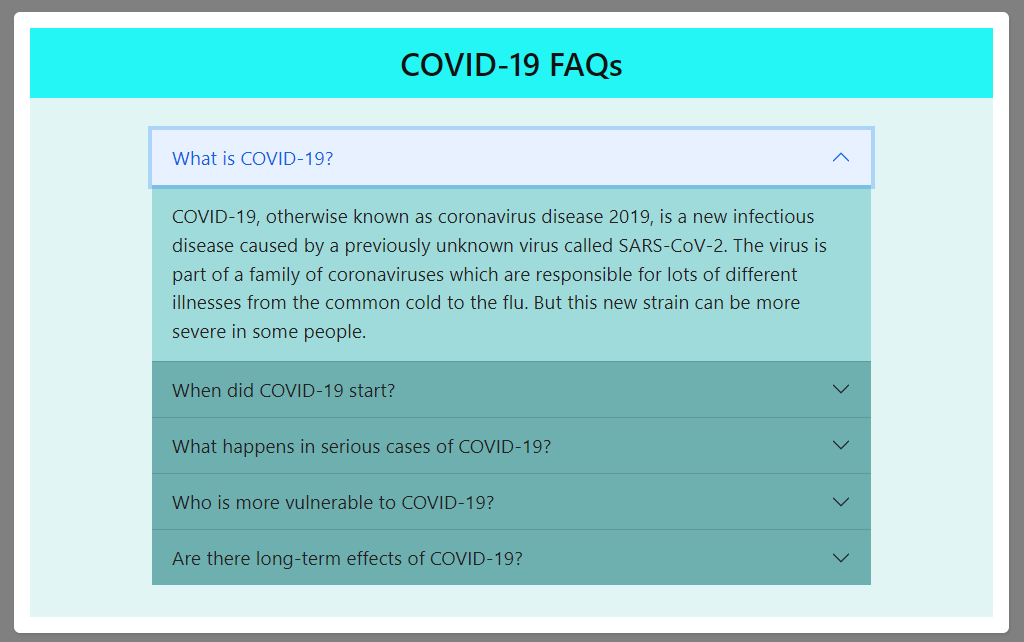 COVID-19 FAQs
What is COVID-19?
COVID-19, otherwise known as coronavirus disease 2019, is a new infectious
disease caused by a previously unknown virus called SARS-CoV-2. The virus is
part of a family of coronaviruses which are responsible for lots of different
illnesses from the common cold to the flu. But this new strain can be more
severe in some people.
When did COVID-19 start?
What happens in serious cases of COVID-19?
Who is more vulnerable to COVID-19?
Are there long-term effects of COVID-19?